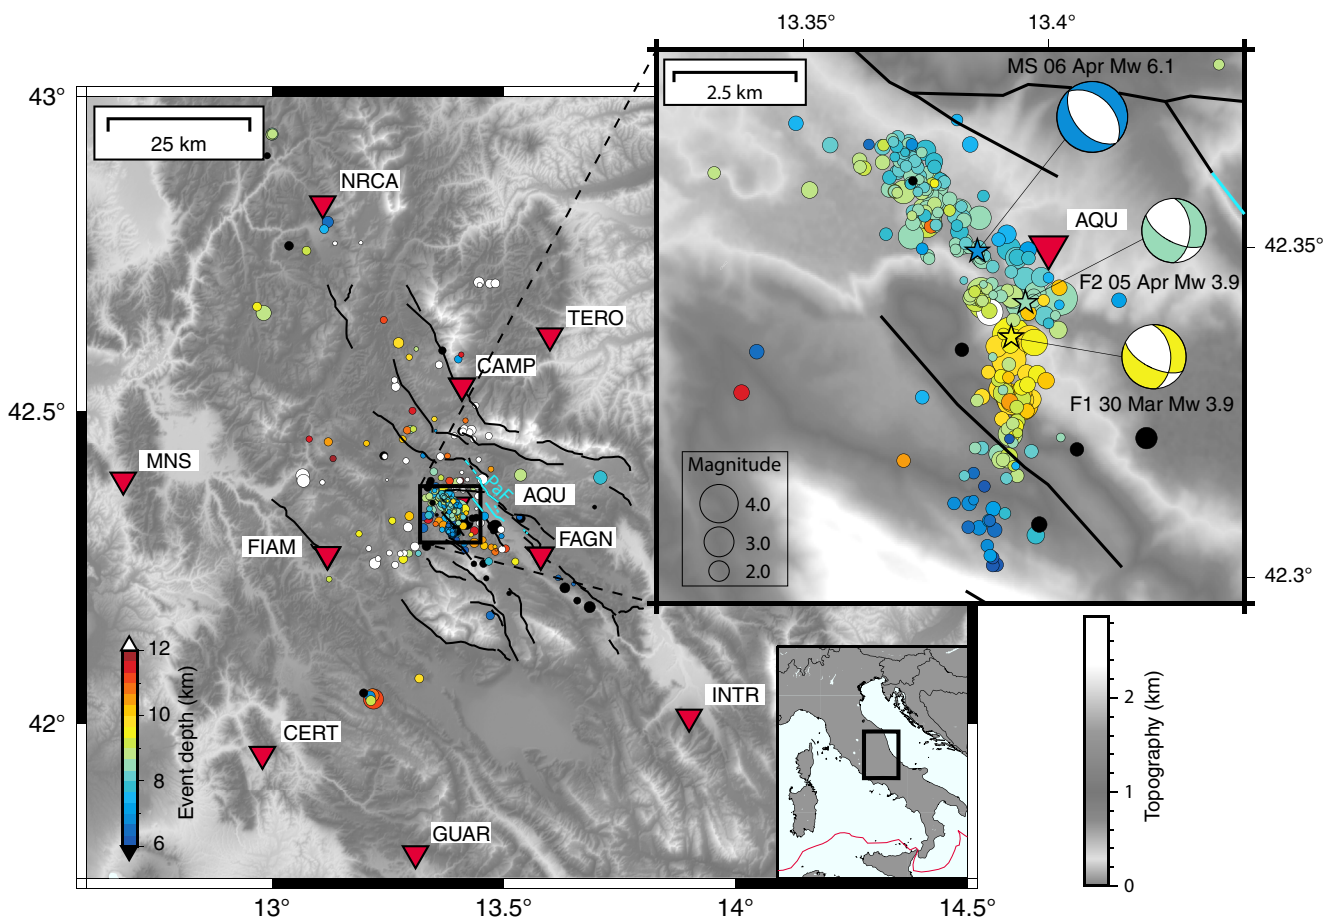 13.35°
13.4°
MS 06 Apr Mw 6.1
2.5 km
43°
25 km
NRCA
AQU
42.35°
F2 05 Apr Mw 3.9
TERO
CAMP
F1 30 Mar Mw 3.9
42.5°
MNS
Magnitude
4.0
3.0
2.0
PaF
AQU
FIAM
FAGN
42.3°
12
10
8
6
Event depth (km)
INTR
42°
CERT
GUAR
2
1
0
Topography (km)
13°
13.5°
14°
14.5°